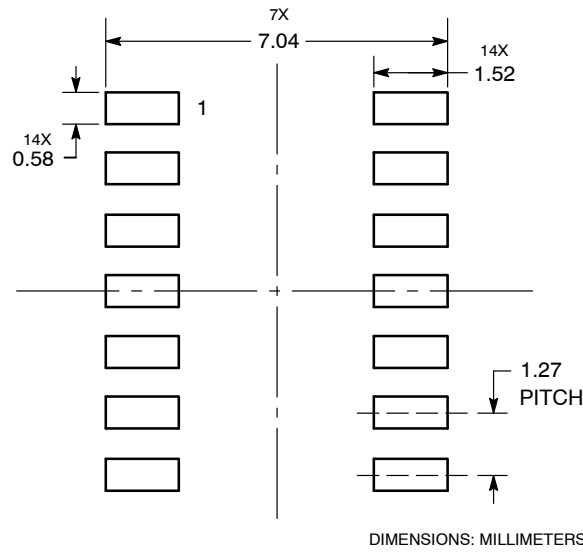 7X
7.04
14X
1.52
1
14X
0.58
1.27
PITCH
DIMENSIONS: MILLIMETERS